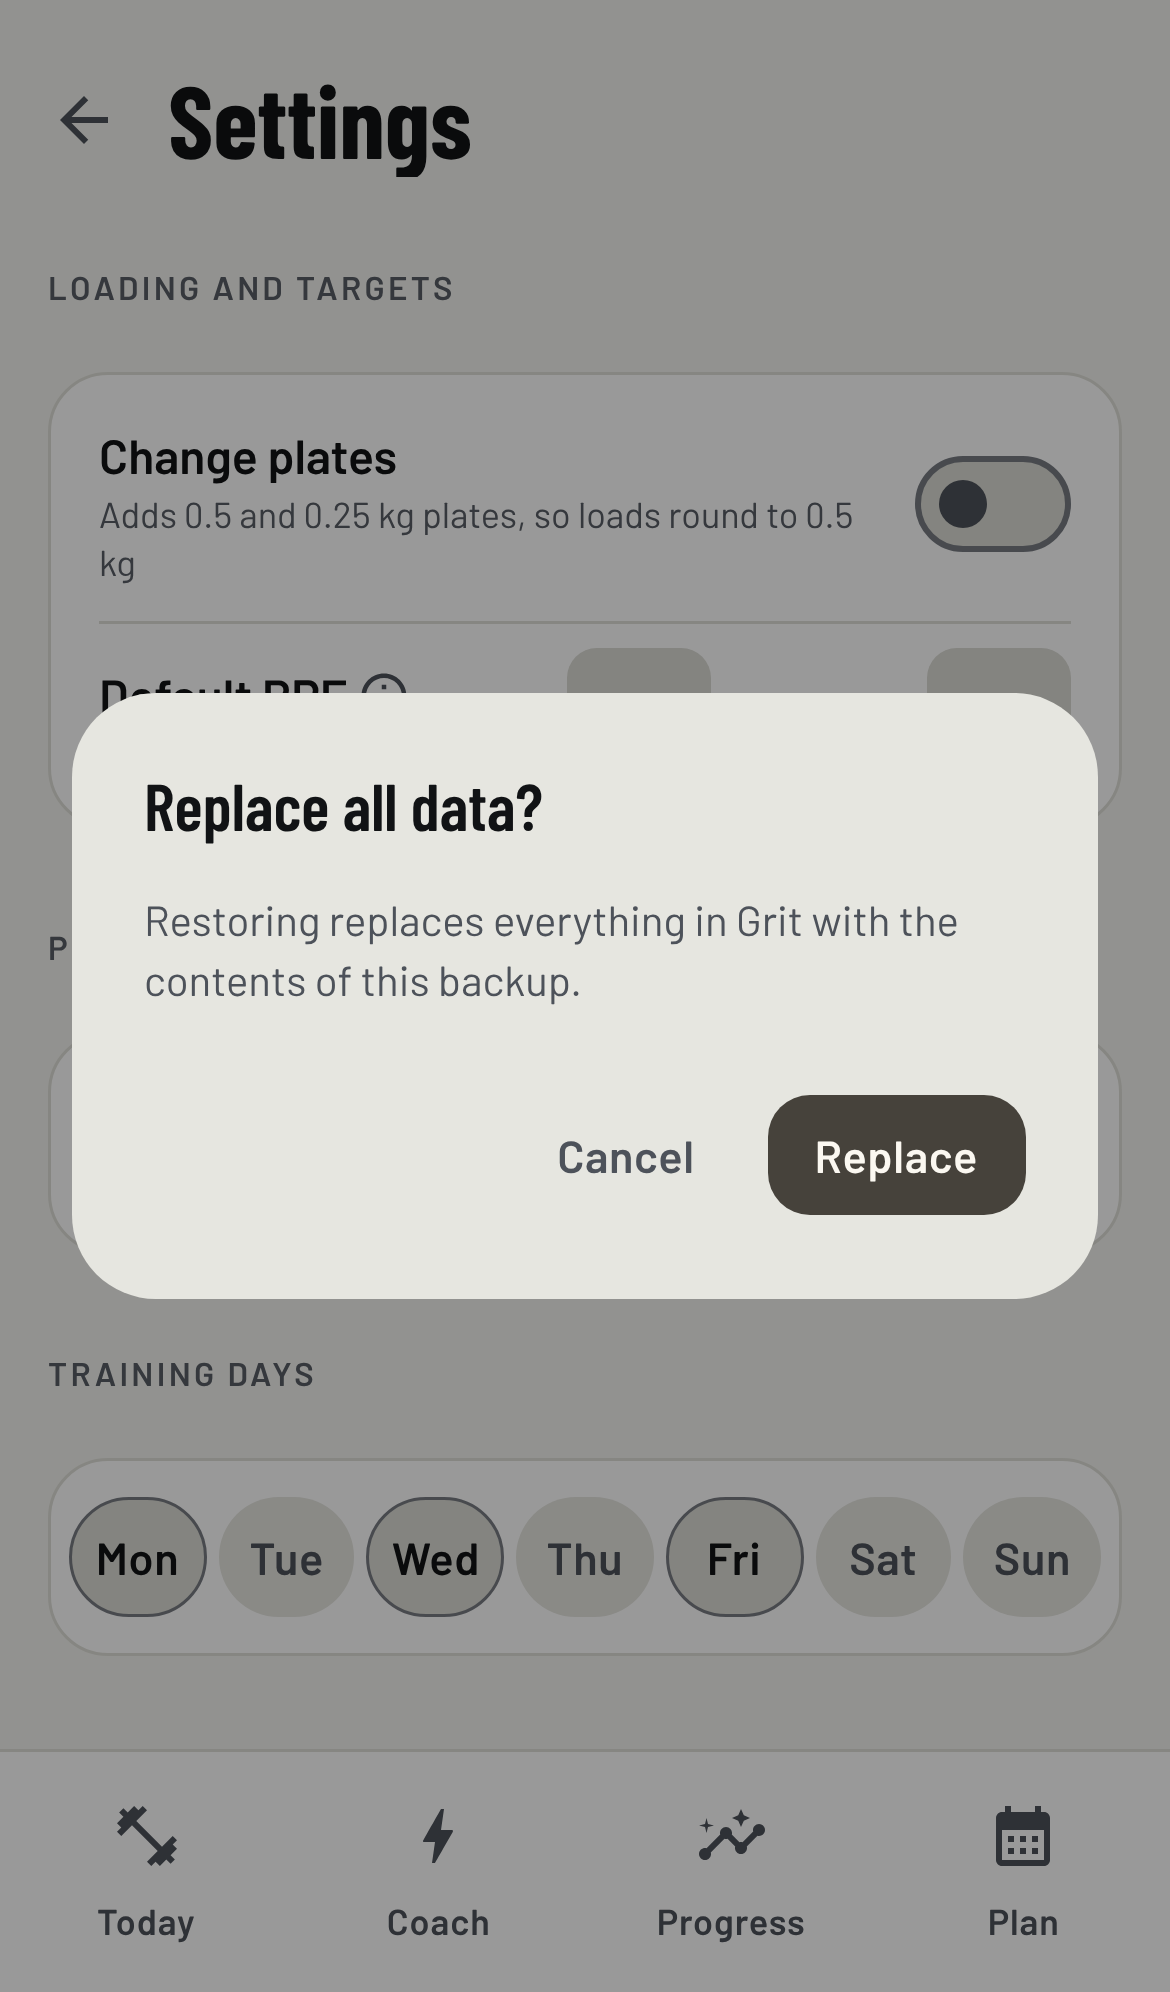 Settings
LOADING AND TARGETS
Change plates
Adds 0.5 and 0.25 kg plates, so loads round to 0.5
kg
Default RPE
Replace all data?
Restoring replaces everything in Grit with the
contents of this backup.
Cancel
Replace
P
TRAINING DAYS
Mon Tue Wed Thu Fri Sat Sun
Today Coach Progress Plan